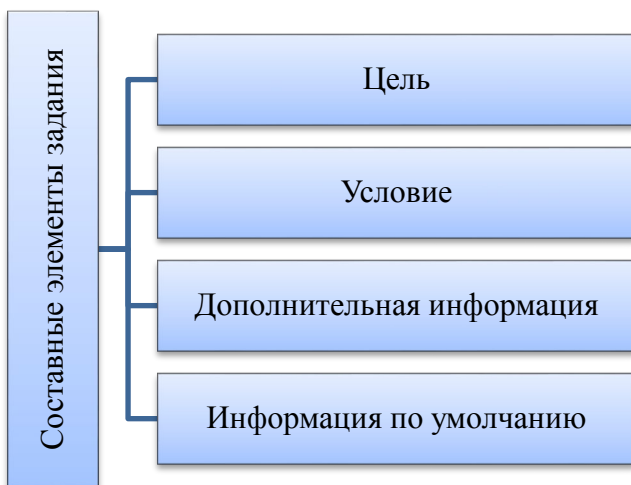 Составные элементы задания
Цель
Условие
Дополнительная информация
Информация по умолчанию